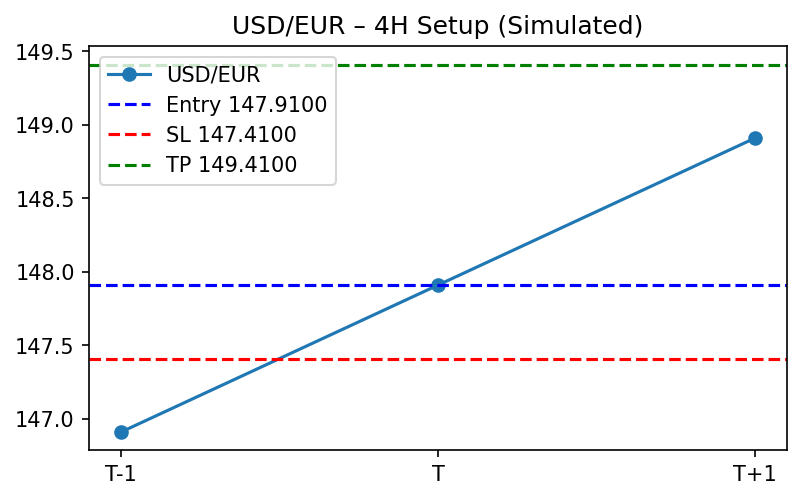 USD/EUR – 4H Setup (Simulated)
149.5
149.0
148.5
148.0
147.5
147.0
USD/EUR
Entry 147.9100
SL 147.4100
TP 149.4100
T-1
T
T+1